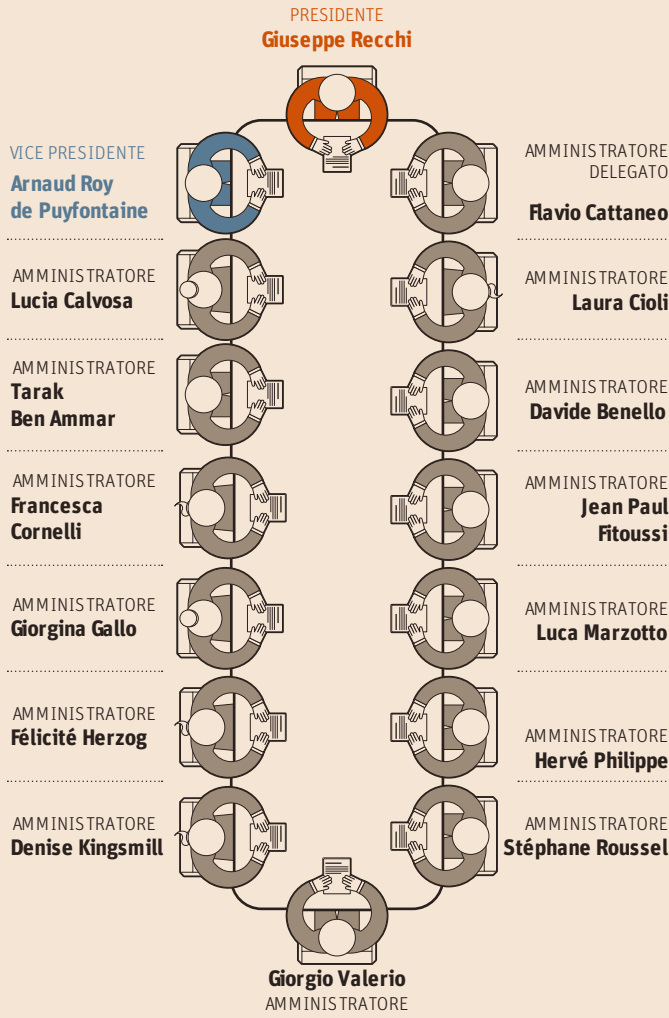 PRESIDENTE
Giuseppe Recchi
VICE PRESIDENTE
Arnaud Roy
de Puyfontaine
AMMINISTRATORE
Lucia Calvosa
AMMINISTRATORE
Tarak
Ben Ammar
AMMINISTRATORE
Francesca
Cornelli
AMMINISTRATORE
Giorgina Gallo
AMMINISTRATORE
Félicité Herzog
AMMINISTRATORE
Denise Kingsmill
AMMINISTRATORE
DELEGATO
Flavio Cattaneo
AMMINISTRATORE
Laura Cioli
AMMINISTRATORE
Davide Benello
AMMINISTRATORE
Jean Paul
Fitoussi
AMMINISTRATORE
Luca Marzotto
AMMINISTRATORE
Hervé Philippe
AMMINISTRATORE
Stéphane Roussel
Giorgio Valerio
AMMINISTRATORE